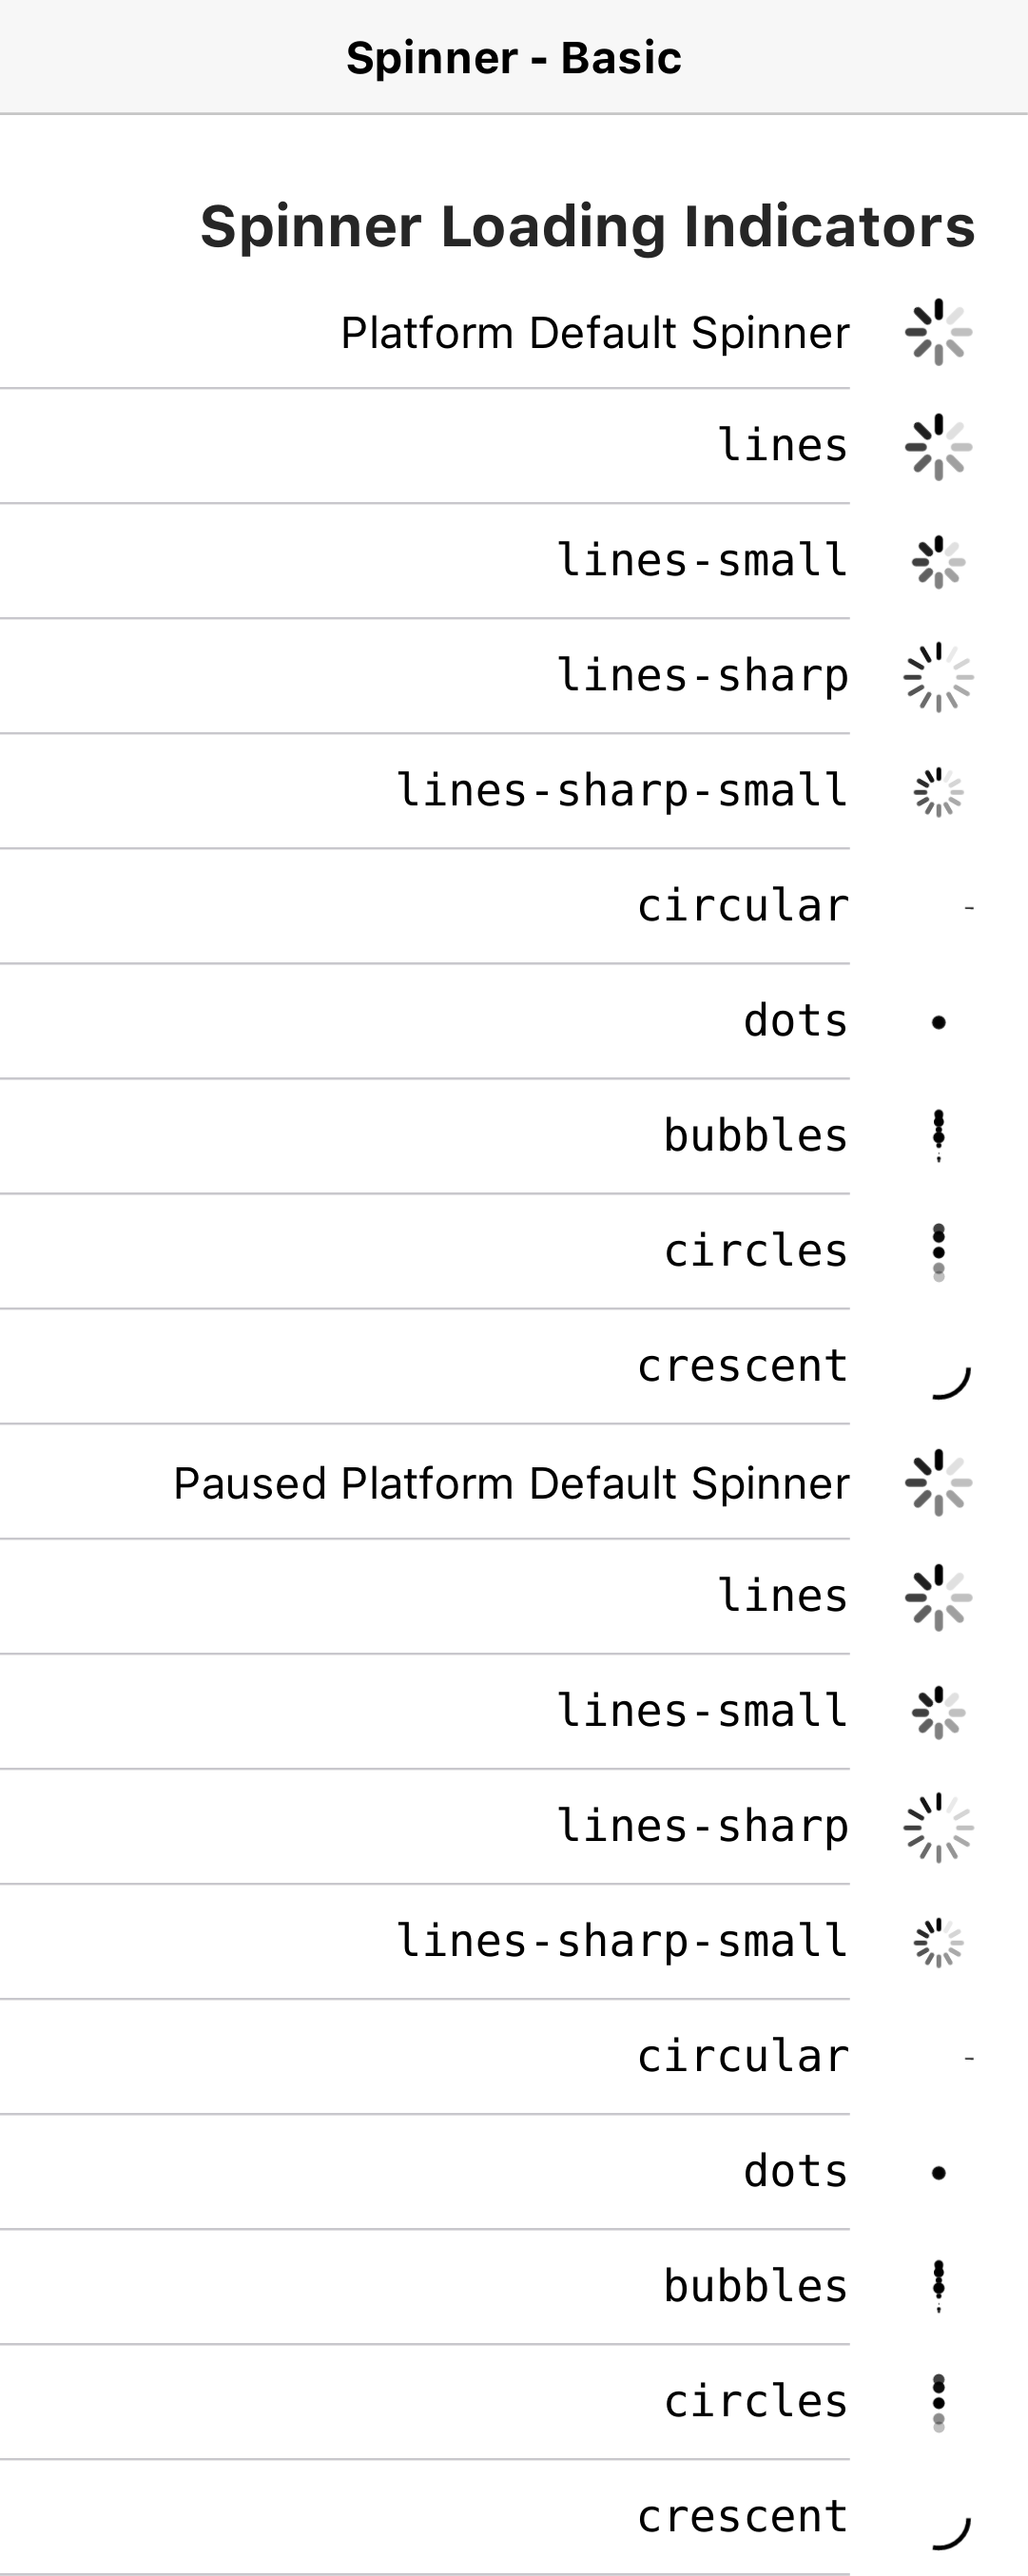 Spinner - Basic
Spinner Loading Indicators
Platform Default Spinner
lines
lines-small
lines-sharp
lines-sharp-small
circular
dots
bubbles
circles
crescent
Paused Platform Default Spinner
lines
lines-small
lines-sharp
lines-sharp-small
circular
dots
bubbles
circles
crescent